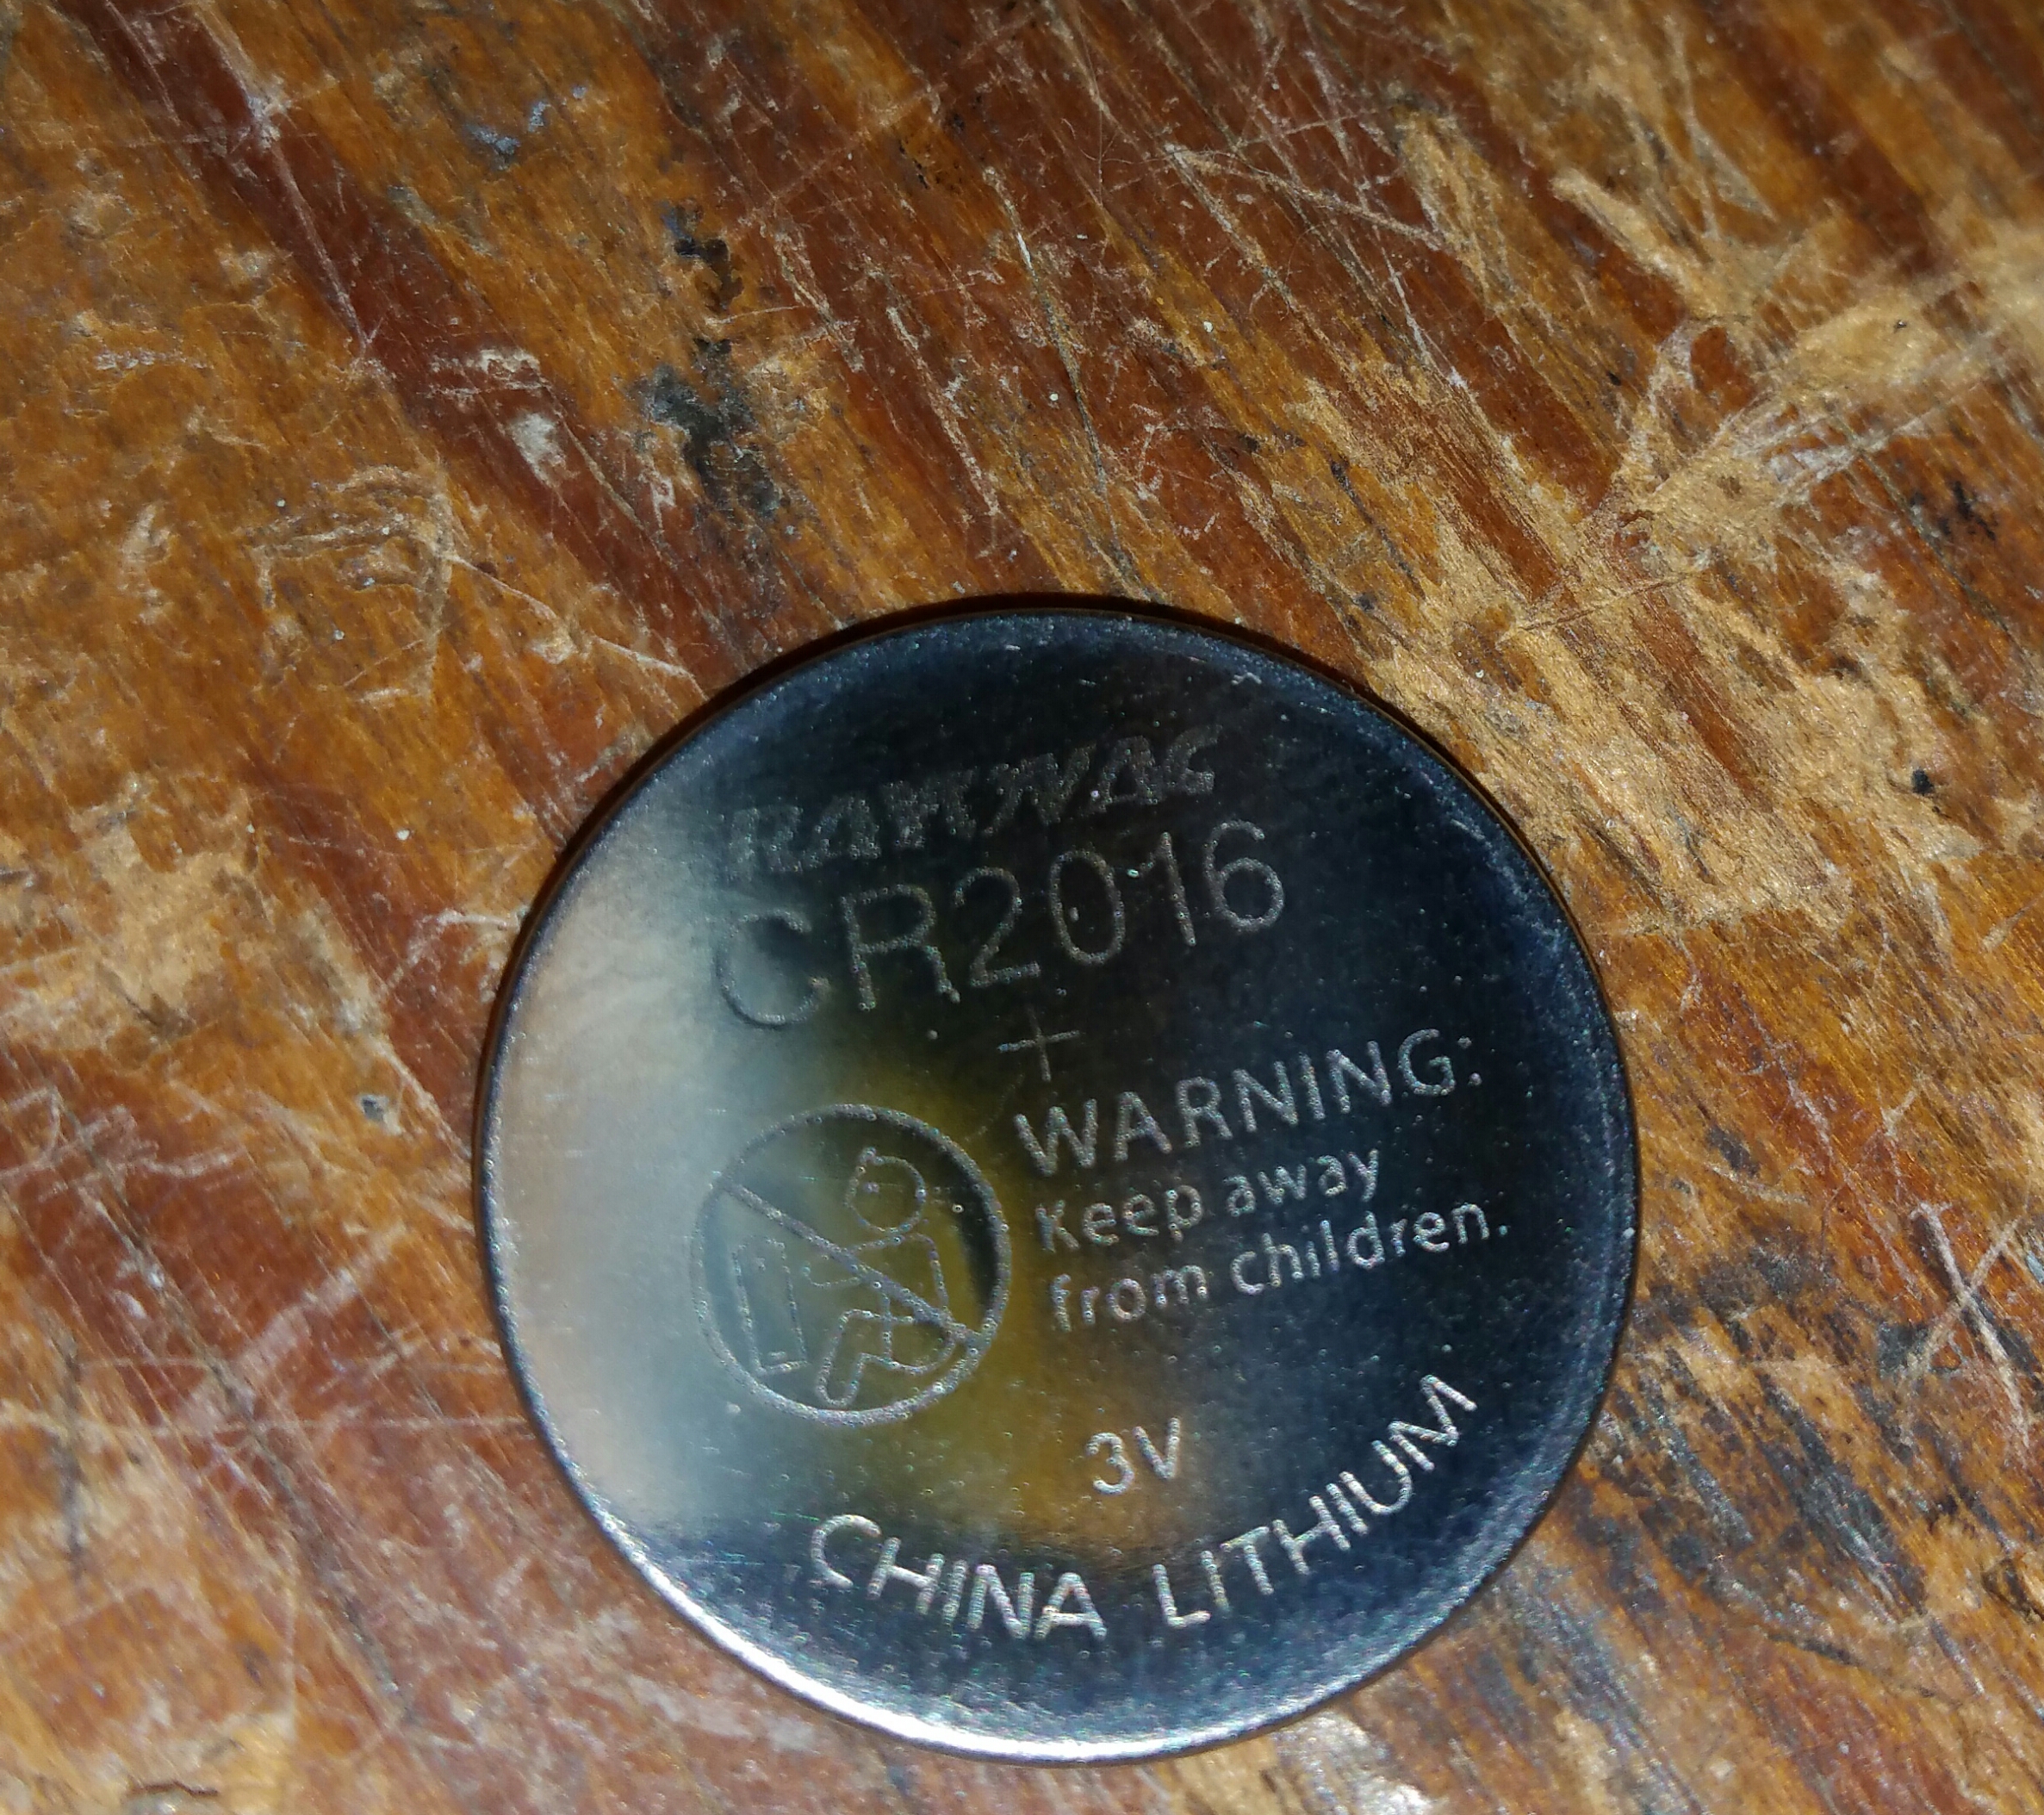 RAYOVAC
CR2016
+
WARNING:
Keep away
from children.
3V
CHINA LITHIUM